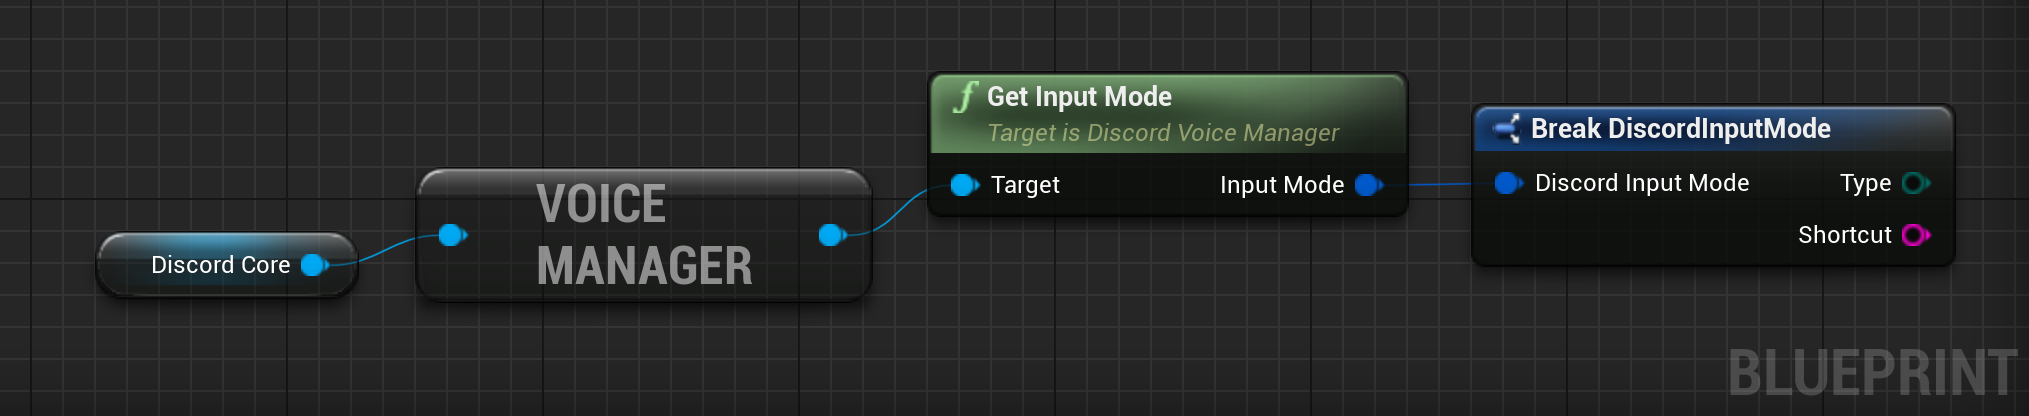 Discord Core
VOICE
MANAGER
Get Input Mode
Target is Discord Voice Manager
Target
Input Mode
Break DiscordInputMode
Discord Input Mode
Type
Shortcut
BLUEPRINT